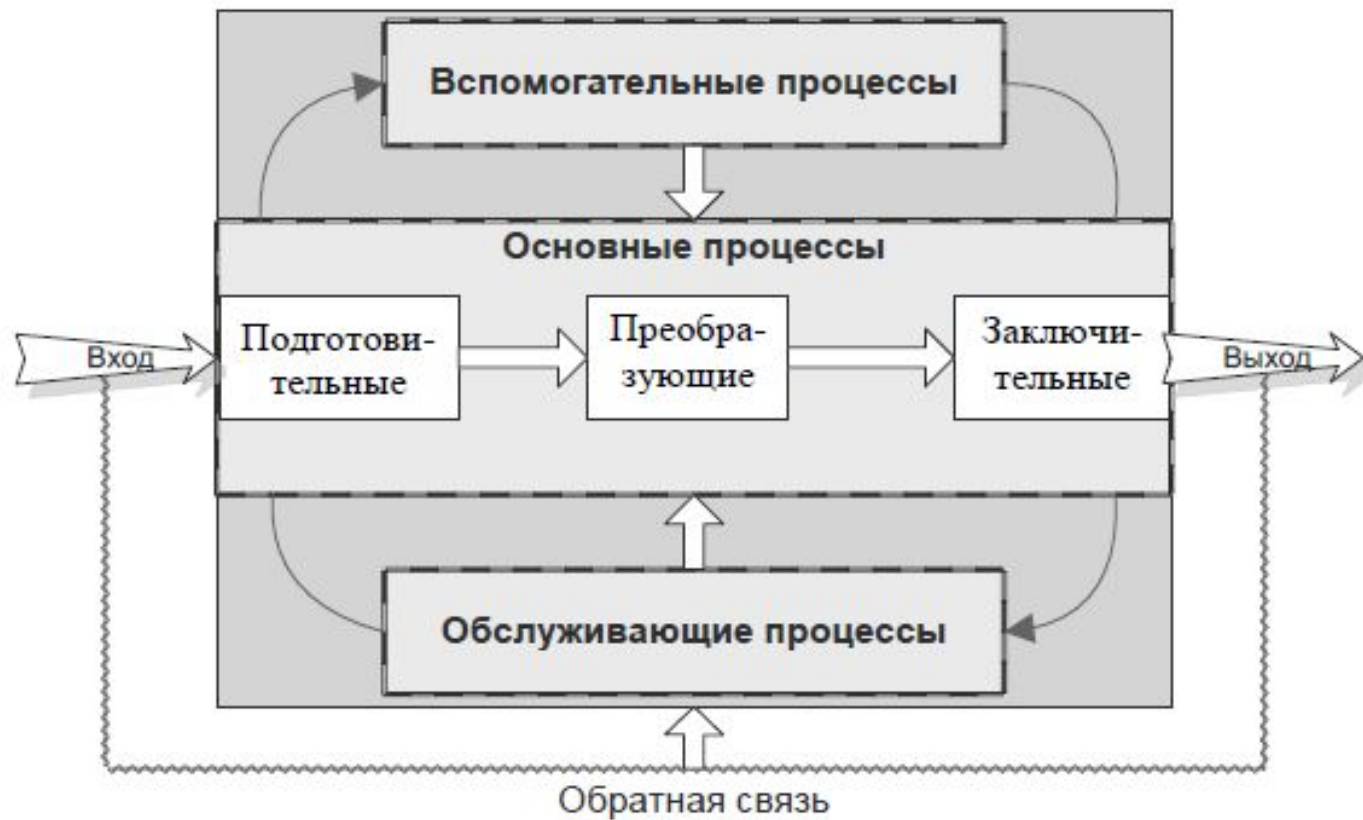 Вспомогательные процессы
Основные процессы
Вход
Подготови-
тельные
Преобра-
зующие
Заключи-
тельные
Выход
Обслуживающие процессы
Обратная связь